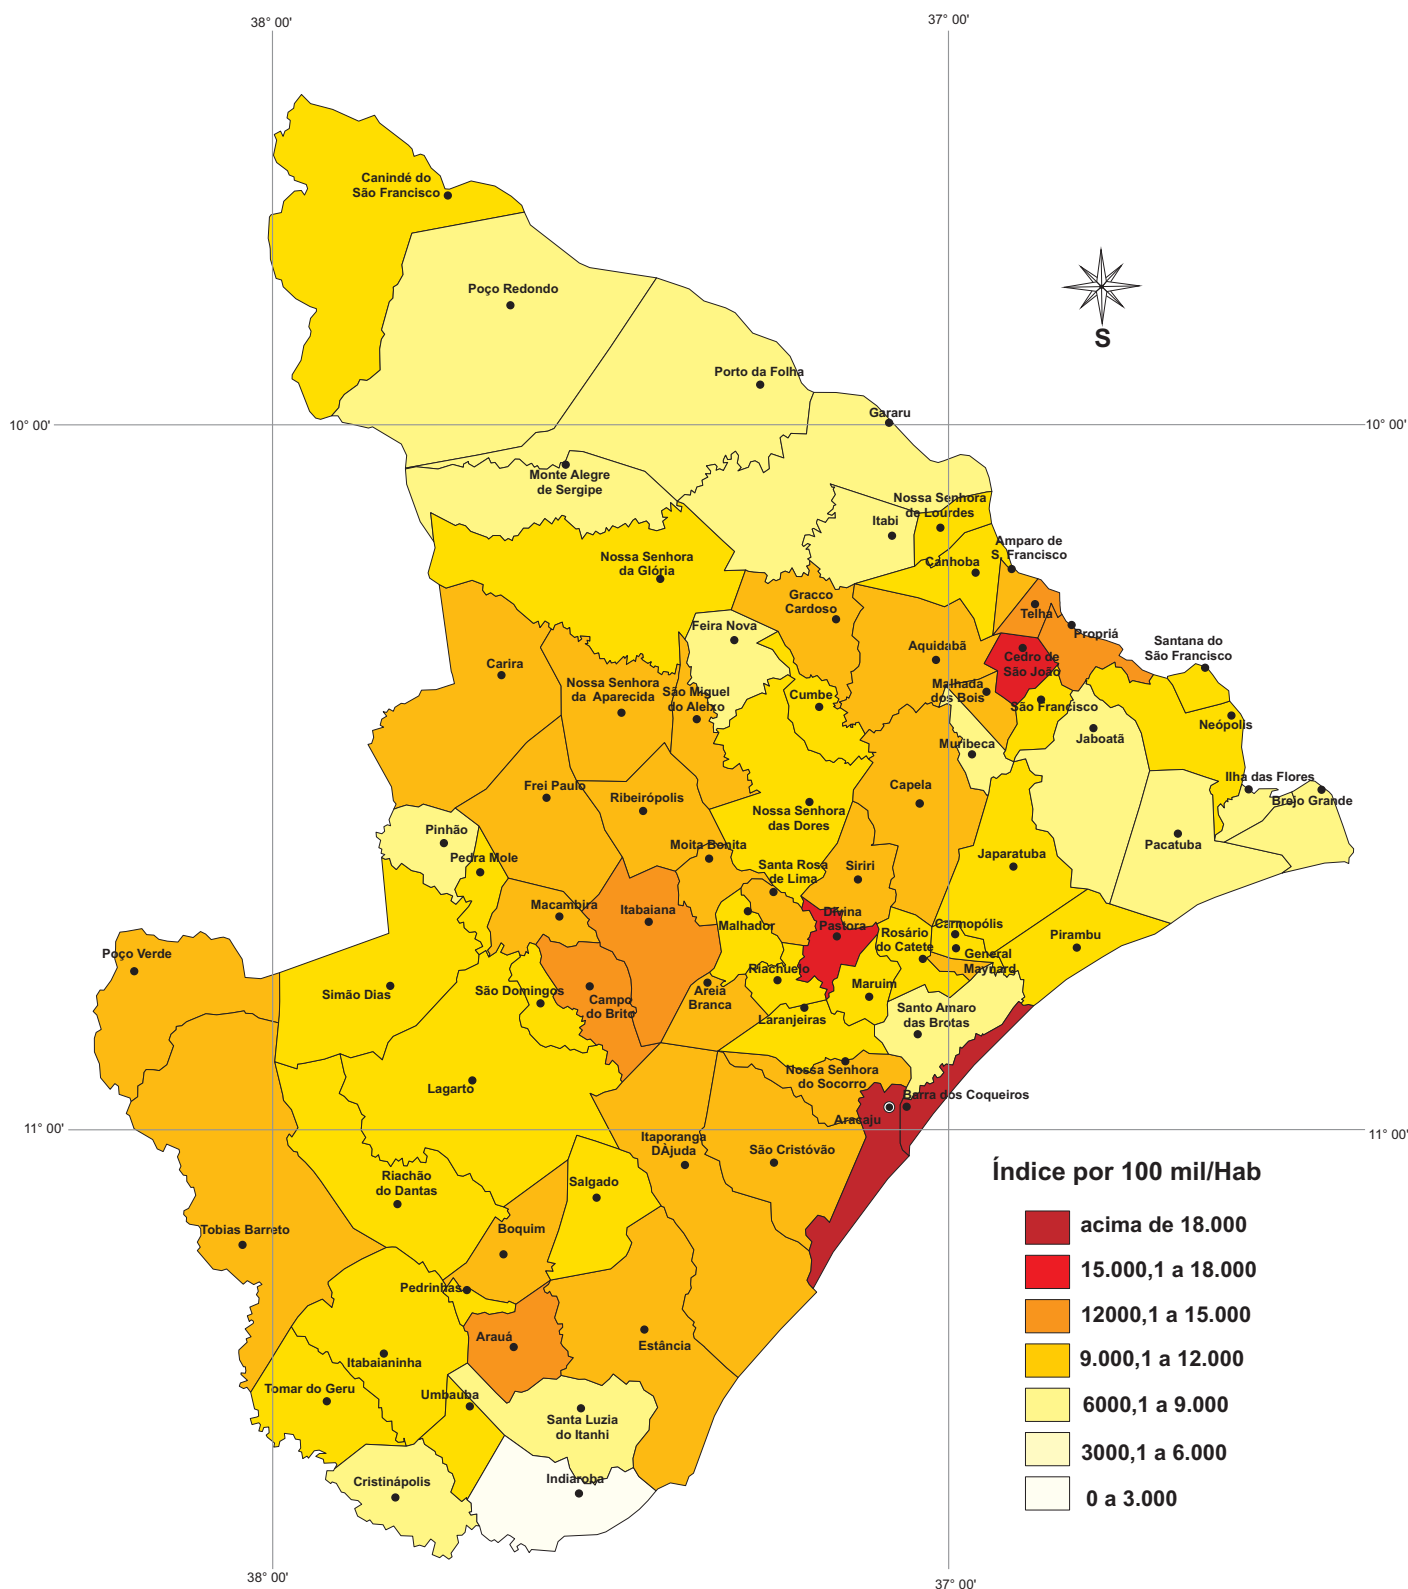 38° 00'
37° 00'
Canindé do
São Francisco
Poço Redondo
S
Porto da Folha
Gararu
10° 00'
10° 00'
Monte Alegre
de Sergipe
Nossa Senhora
de Lourdes
Itabi
Amparo de
S. Francisco
Nossa Senhora
da Glória
Canhoba
Gracco
Cardoso
Telha
Feira Nova
Propriá
Santana do
São Francisco
Aquidabã
Cedro de
São João
Carira
Nossa Senhora
da Aparecida
São Miguel
do Aleixo
Cumbe
Malhada
dos Bois
São Francisco
Neópolis
Jaboatã
Muribeca
Frei Paulo
Ribeirópolis
Capela
Ilha das Flores
Brejo Grande
Nossa Senhora
das Dores
Pinhão
Pedra Mole
Moita Bonita
Santa Rosa
de Lima
Siriri
Japaratuba
Pacatuba
Macambira
Itabaiana
Malhador
Divina
Pastora
Rosário
do Catete
Carmopólis
General
Maynard
Pirambu
Poço Verde
Simão Dias
São Domingos
Campo
do Brito
Areia
Branca
Riachuelo
Maruim
Laranjeiras
Santo Amaro
das Brotas
Lagarto
Nossa Senhora
do Socorro
Barra dos Coqueiros
Aracaju
11° 00'
11° 00'
Itaporanga
DÀjuda
São Cristóvão
Riachão
do Dantas
Salgado
Tobias Barreto
Boquim
Pedrinhas
Arauá
Estância
Itabaianinha
Tomar do Geru
Umbauba
Santa Luzia
do Itanhi
Cristinápolis
Indiaroba
Índice por 100 mil/Hab
acima de 18.000
15.000,1 a 18.000
12000,1 a 15.000
9.000,1 a 12.000
6000,1 a 9.000
3000,1 a 6.000
0 a 3.000
38° 00'
37° 00'